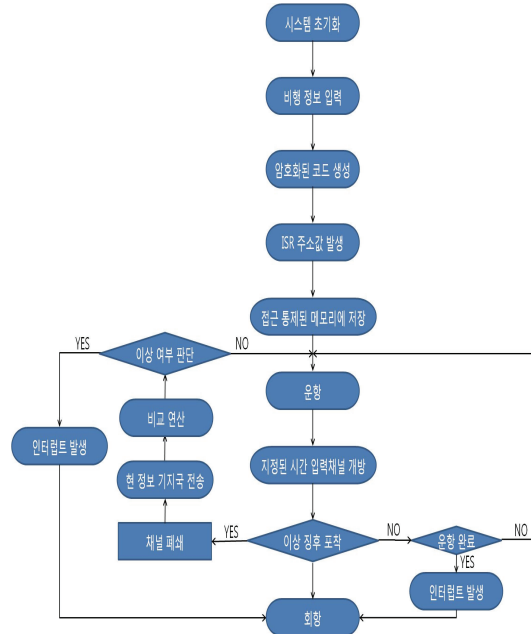 시스템 초기화
비행 정보 입력
암호화된 코드 생성
ISR 주소값 발생
접근 통제된 메모리에 저장
YES
이상 여부 판단
NO
운항
비교 연산
인터럽트 발생
지정된 시간 입력채널 개방
현 정보 기지국 전송
채널 폐쇄
YES
이상 징후 포착
NO
운항 완료
NO
YES
인터럽트 발생
회항